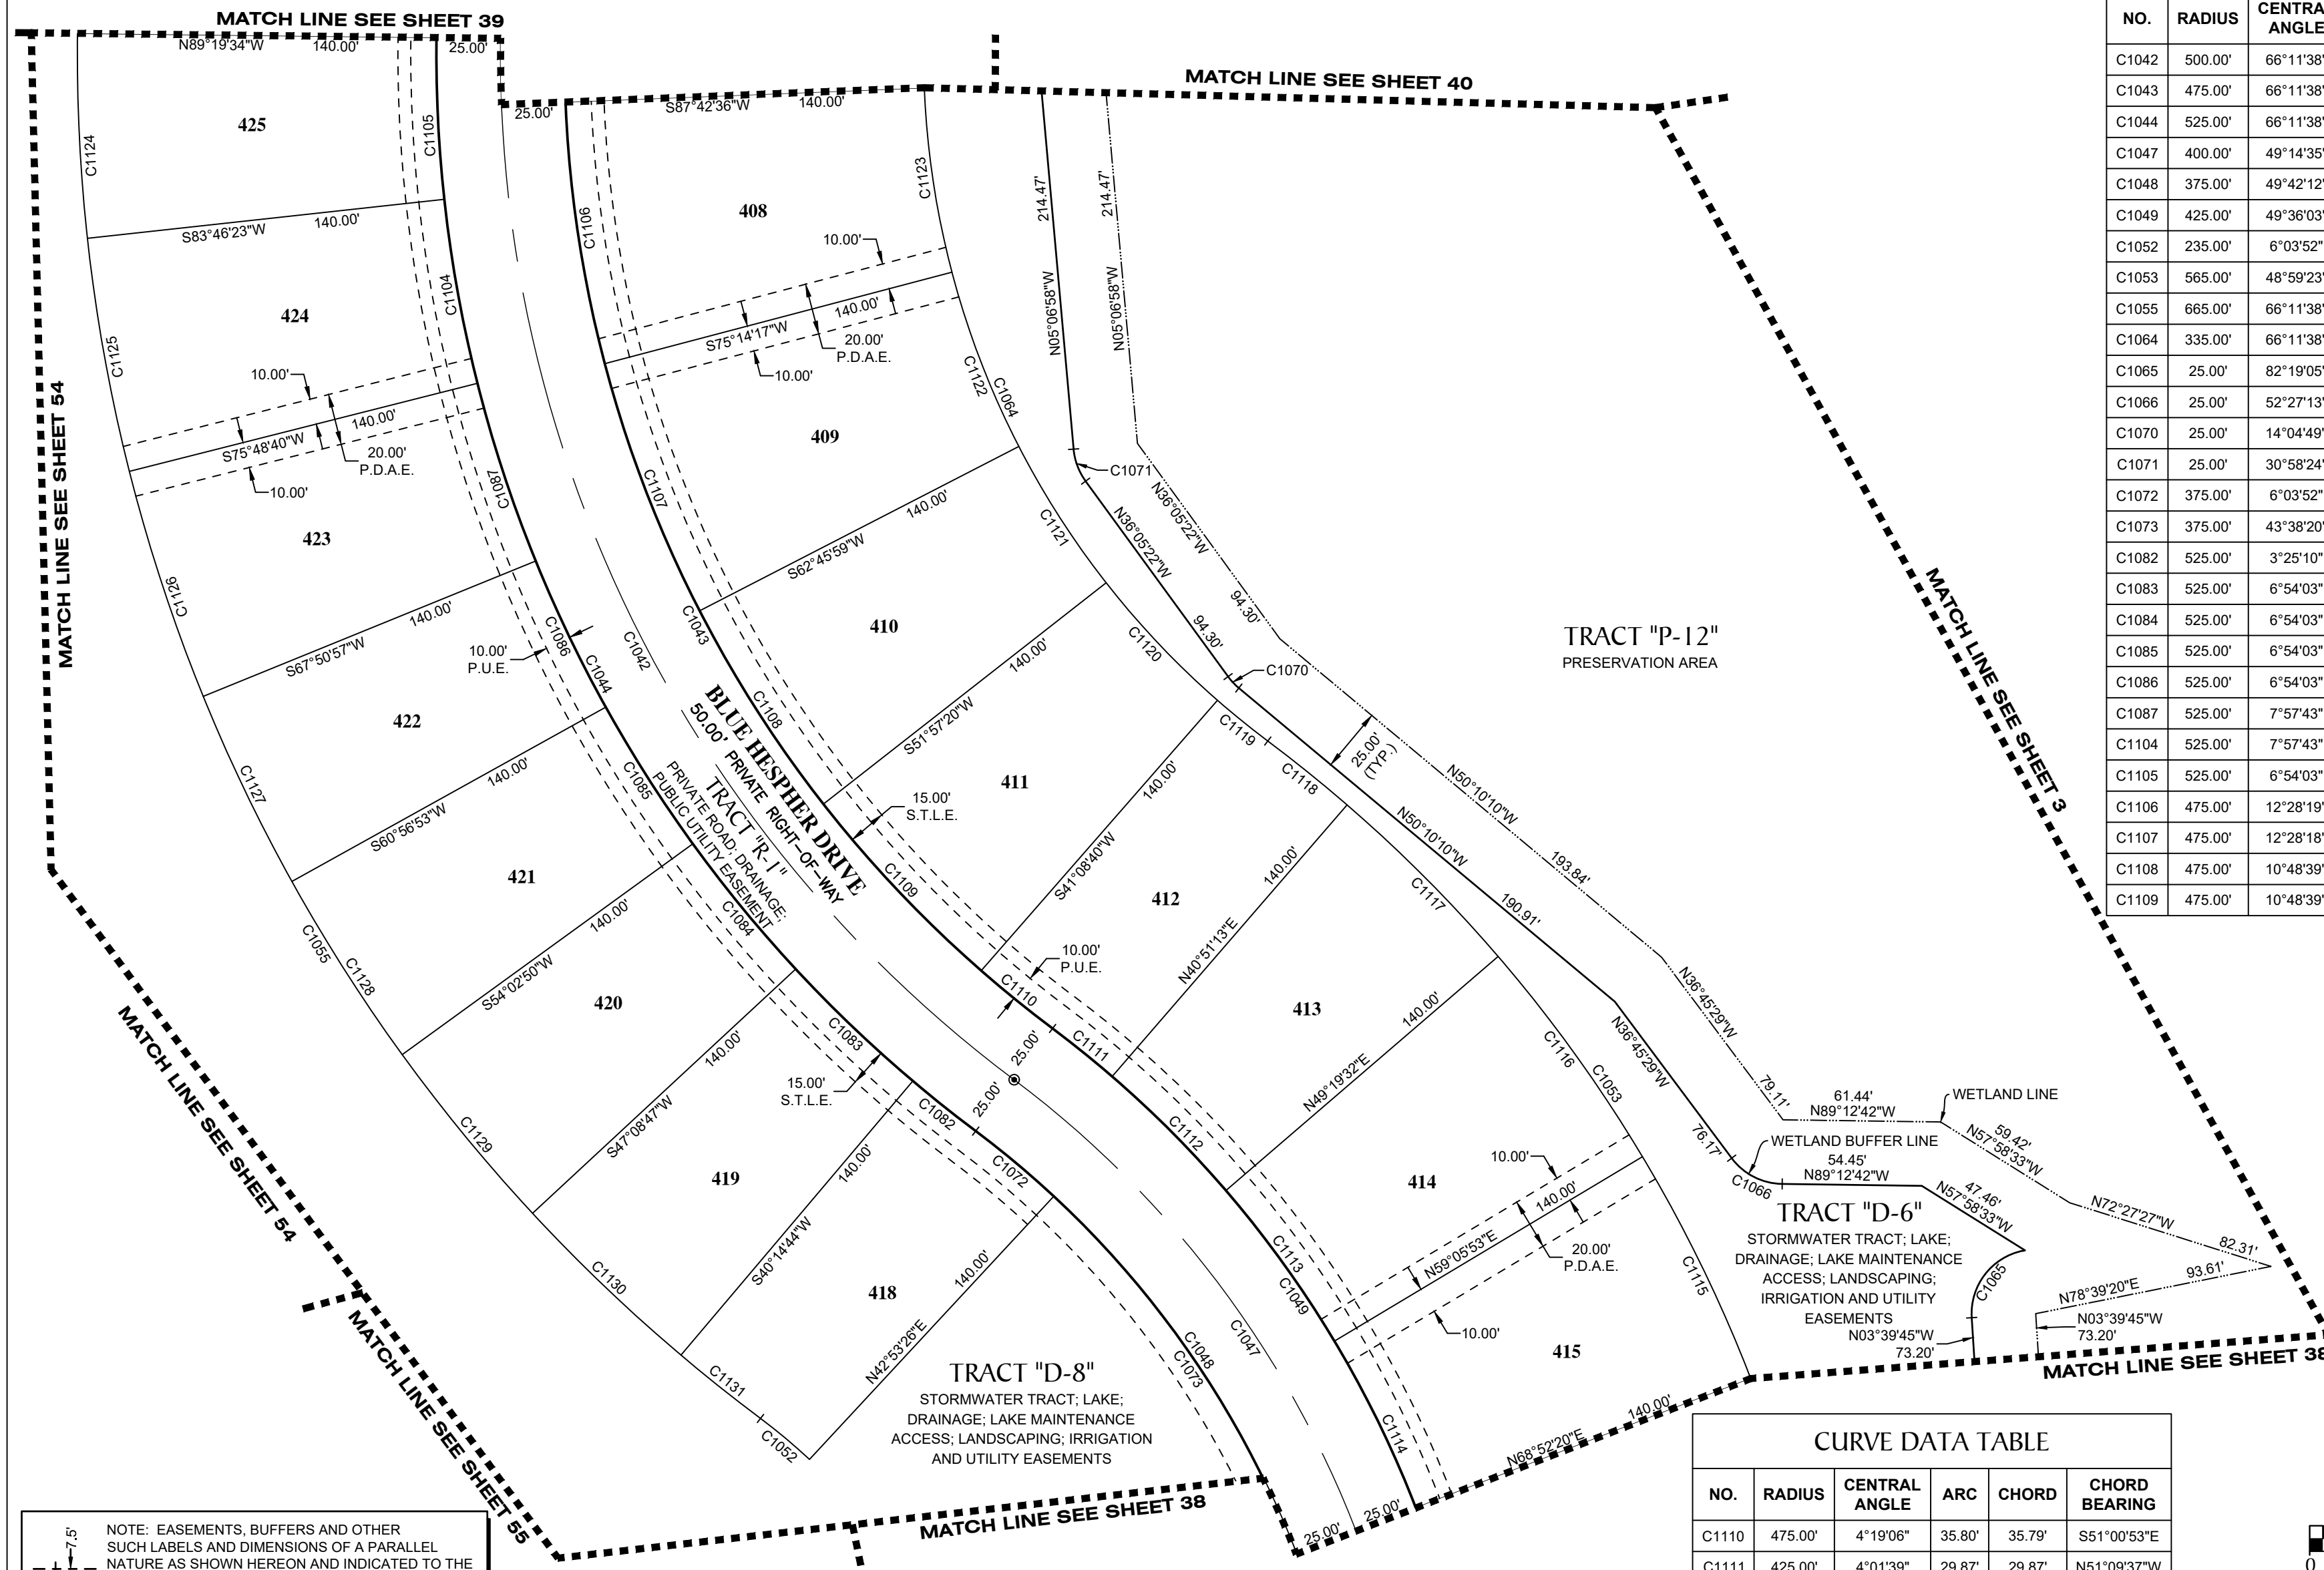 MATCH LINE SEE SHEET 39
N89°19'34"W 140.00' 25.00'
MATCH LINE SEE SHEET 40
25.00' S87°42'36"W 140.00'
425
C1124
C1105
C1106
408
C1123
214.47'
214.47'
N05°06'58"W
N05°06'58"W
S83°46'23"W 140.00'
424
C1125
C1104
10.00'
S75°14'17"W 140.00'
20.00'
P.D.A.E.
10.00'
C1122
C1064
10.00'
S75°48'40"W 140.00'
20.00'
P.D.A.E.
10.00'
MATCH LINE SEE SHEET 54
423
C1126
C1087
409
C1107
C1071
N36°05'22"W
N36°05'22"W
94.30'
94.30'
S62°45'59"W 140.00'
C1121
S67°50'57"W 140.00'
C1086
10.00'
P.U.E.
C1044
C1042
C1043
410
C1120
C1070
TRACT "P-12"
PRESERVATION AREA
MATCH LINE SEE SHEET 3
422
C1127
C1085
S60°56'53"W 140.00'
BLUE HESPHER DRIVE
50.00' PRIVATE RIGHT-OF-WAY
TRACT "R-1"
PRIVATE ROAD; DRAINAGE;
PUBLIC UTILITY EASEMENT
C1108
S51°57'20"W 140.00'
411
15.00'
S.T.L.E.
C1119
C1118
25.00'
(TYP.)
N50°10'10"W
N50°10'10"W
193.84'
190.91'
421
C1055
C1128
C1084
S54°02'50"W 140.00'
C1109
S41°08'40"W 140.00'
412
C1117
10.00'
P.U.E.
C1110
N40°51'13"E 140.00'
413
420
C1129
C1083
S47°08'47"W 140.00'
15.00'
S.T.L.E.
25.00'
25.00'
C1111
C1082
C1072
C1112
N49°19'32"E 140.00'
C1116
C1053
N36°45'29"W
N36°45'29"W
79.11'
76.17'
61.44'
N89°12'42"W
WETLAND LINE
WETLAND BUFFER LINE
54.45'
N89°12'42"W
C1066
59.42'
N57°58'33"W
47.46'
N57°58'33"W
N72°27'27"W
82.31'
MATCH LINE SEE SHEET 54
419
C1130
S40°14'44"W 140.00'
414
10.00'
N59°05'53"E 140.00'
20.00'
P.D.A.E.
10.00'
C1113
C1049
C1115
TRACT "D-6"
STORMWATER TRACT; LAKE;
DRAINAGE; LAKE MAINTENANCE
ACCESS; LANDSCAPING;
IRRIGATION AND UTILITY
EASEMENTS
C1065
N78°39'20"E 93.61'
N03°39'45"W
73.20'
N03°39'45"W
73.20'
MATCH LINE SEE SHEET 38
418
C1131
C1052
N42°53'26"E 140.00'
C1048
C1073
C1047
C1114
415
TRACT "D-8"
STORMWATER TRACT; LAKE;
DRAINAGE; LAKE MAINTENANCE
ACCESS; LANDSCAPING; IRRIGATION
AND UTILITY EASEMENTS
N68°52'20"E 140.00'
25.00'
25.00'
MATCH LINE SEE SHEET 38
MATCH LINE SEE SHEET 55
7.5'
NOTE: EASEMENTS, BUFFERS AND OTHER
SUCH LABELS AND DIMENSIONS OF A PARALLEL
NATURE AS SHOWN HEREON AND INDICATED TO THE
NO. RADIUS CENTRA
ANGLE
C1042 500.00' 66°11'38"
C1043 475.00' 66°11'38"
C1044 525.00' 66°11'38"
C1047 400.00' 49°14'35"
C1048 375.00' 49°42'12"
C1049 425.00' 49°36'03"
C1052 235.00' 6°03'52"
C1053 565.00' 48°59'23"
C1055 665.00' 66°11'38"
C1064 335.00' 66°11'38"
C1065 25.00' 82°19'05"
C1066 25.00' 52°27'13"
C1070 25.00' 14°04'49"
C1071 25.00' 30°58'24"
C1072 375.00' 6°03'52"
C1073 375.00' 43°38'20"
C1082 525.00' 3°25'10"
C1083 525.00' 6°54'03"
C1084 525.00' 6°54'03"
C1085 525.00' 6°54'03"
C1086 525.00' 6°54'03"
C1087 525.00' 7°57'43"
C1104 525.00' 7°57'43"
C1105 525.00' 6°54'03"
C1106 475.00' 12°28'19"
C1107 475.00' 12°28'18"
C1108 475.00' 10°48'39"
C1109 475.00' 10°48'39"
CURVE DATA TABLE
NO. RADIUS CENTRAL ANGLE ARC CHORD CHORD BEARING
C1110 475.00' 4°19'06" 35.80' 35.79' S51°00'53"E
C1111 425.00' 4°01'39" 29.87' 29.87' N51°09'37"W
0